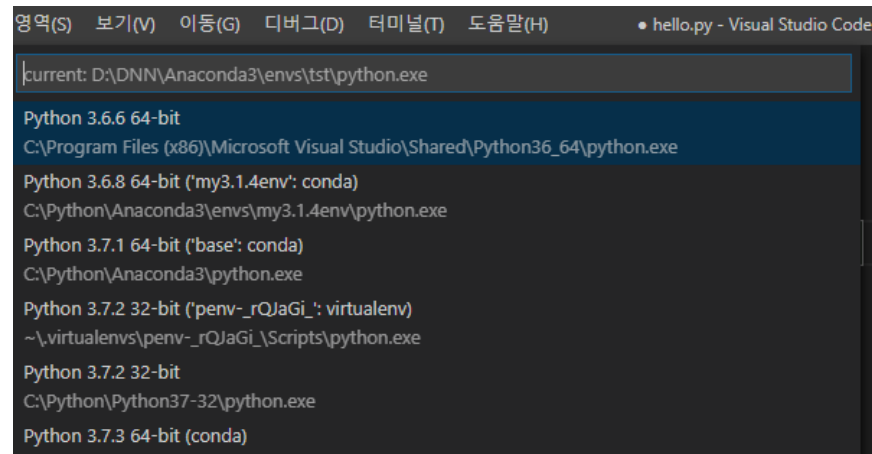 영역(S) 보기(V) 이동(G) 디버그(D) 터미널(T) 도움말(H) ● hello.py - Visual Studio Code
current: D:\DNN\Anaconda3\envs\tst\python.exe
Python 3.6.6 64-bit
C:\Program Files (x86)\Microsoft Visual Studio\Shared\Python36_64\python.exe
Python 3.6.8 64-bit ('my3.1.4env': conda)
C:\Python\Anaconda3\envs\my3.1.4env\python.exe
Python 3.7.1 64-bit ('base': conda)
C:\Python\Anaconda3\python.exe
Python 3.7.2 32-bit ('penv-_rQJaGi_': virtualenv)
~\.virtualenvs\penv-_rQJaGi_\Scripts\python.exe
Python 3.7.2 32-bit
C:\Python\Python37-32\python.exe
Python 3.7.3 64-bit (conda)